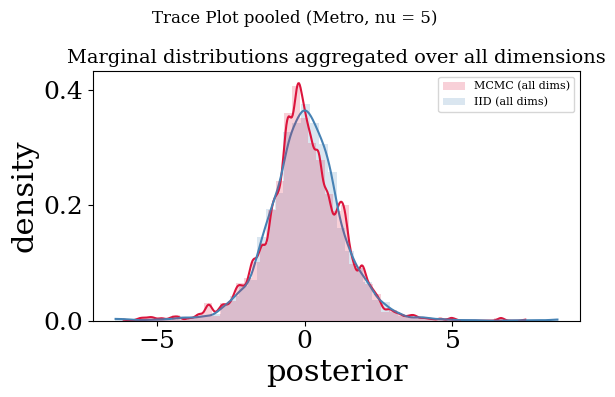 Trace Plot pooled (Metro, nu = 5)
Marginal distributions aggregated over all dimensions
MCMC (all dims)
IID (all dims)
density
0.4
0.2
0.0
−5
0
5
posterior